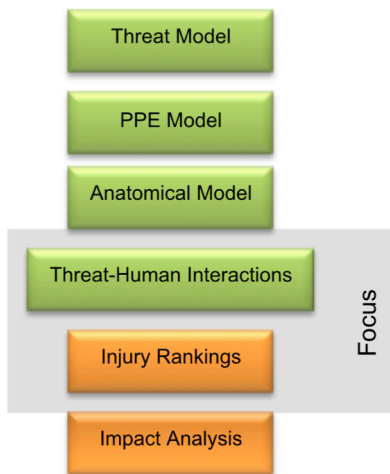 Threat Model
PPE Model
Anatomical Model
Threat-Human Interactions
Focus
Injury Rankings
Impact Analysis